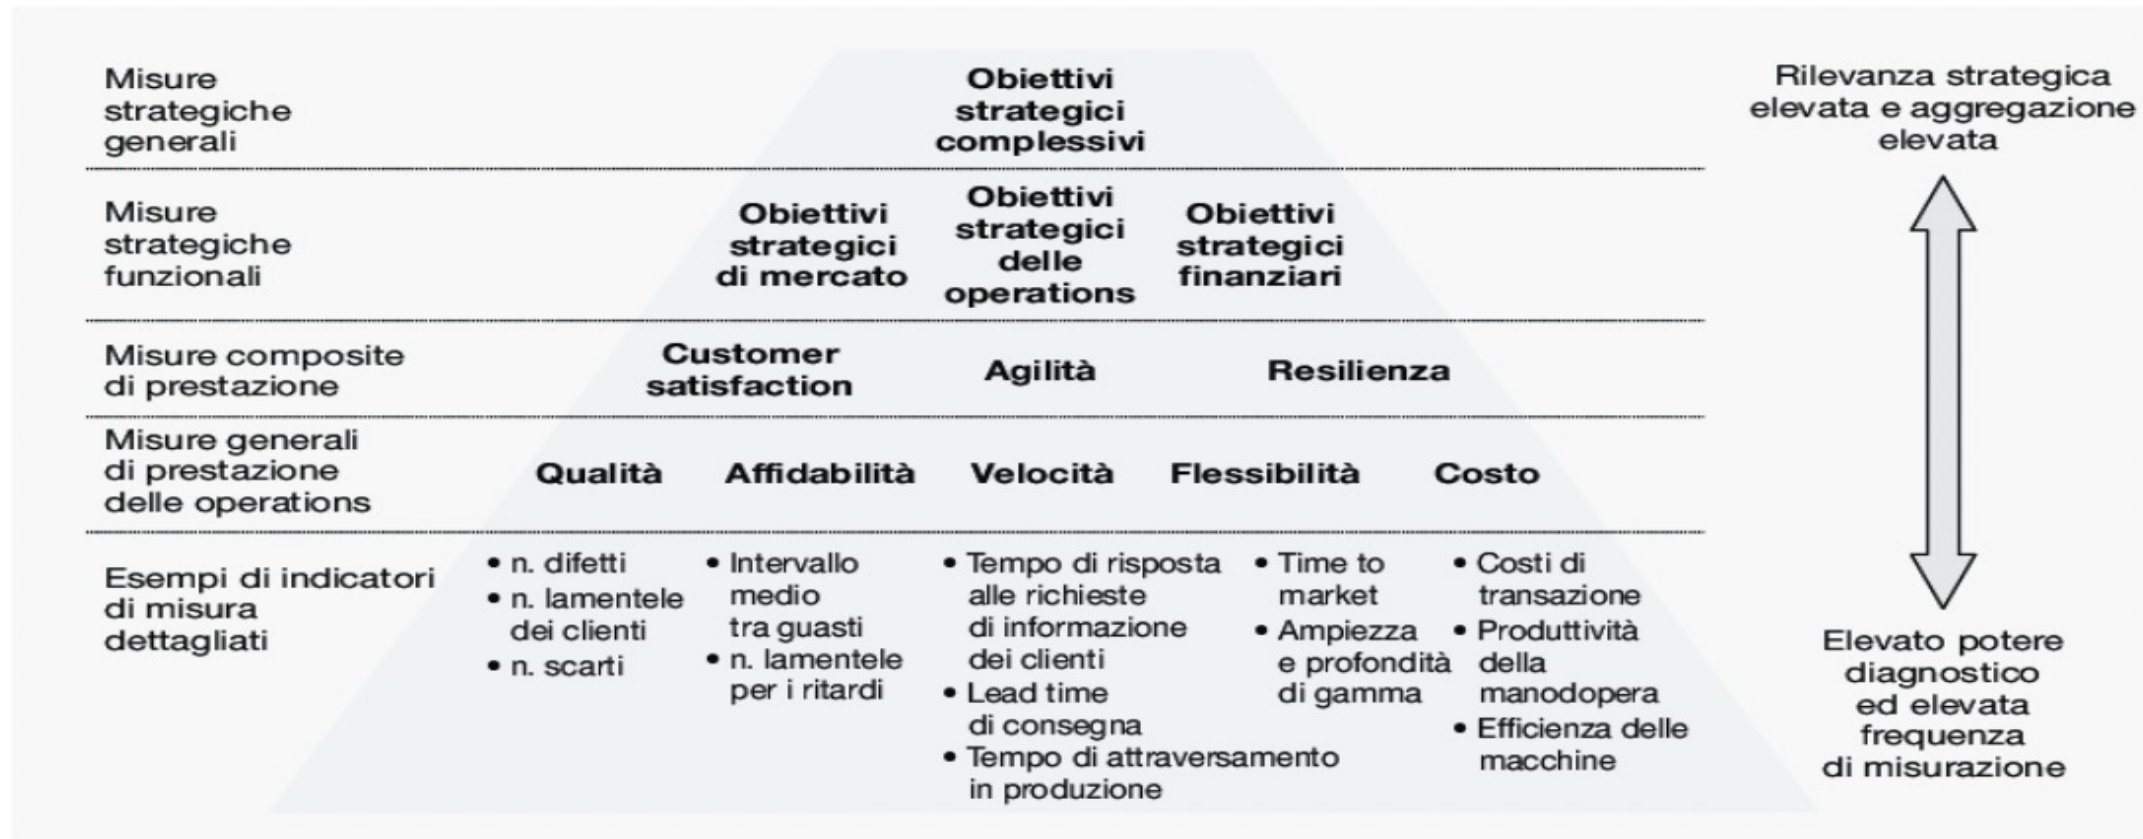 Misure
strategiche
generali
Obiettivi
strategici
complessivi
Rilevanza strategica
elevata e aggregazione
elevata
Misure
strategiche
funzionali
Obiettivi
strategici
di mercato
Obiettivi
strategici
delle
operations
Obiettivi
strategici
finanziari
Misure composite
di prestazione
Customer
satisfaction
Agilità
Resilienza
Misure generali
di prestazione
delle operations
Qualità
Affidabilità
Velocità
Flessibilità
Costo
Esempi di indicatori
di misura
dettagliati
• n. difetti
• n. lamentele
dei clienti
• n. scarti
• Intervallo
medio
tra guasti
• n. lamentele
per i ritardi
• Tempo di risposta
alle richieste
di informazione
dei clienti
• Lead time
di consegna
• Tempo di attraversamento
in produzione
• Time to
market
• Ampiezza
e profondità
di gamma
• Costi di
transazione
• Produttività
della
manodopera
• Efficienza delle
macchine
Elevato potere
diagnostico
ed elevata
frequenza
di misurazione